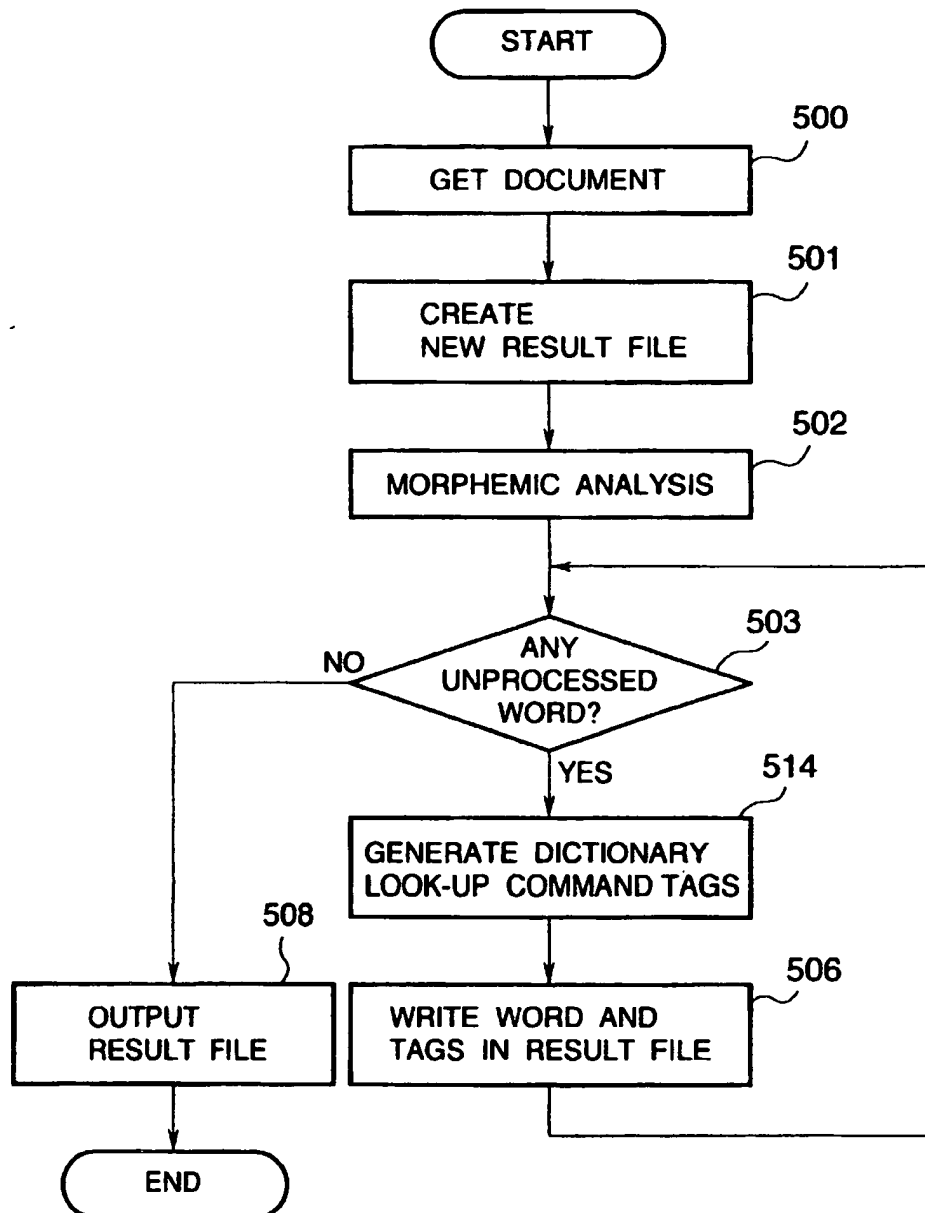 START
500
GET DOCUMENT
501
CREATE
NEW RESULT FILE
502
MORPHEMIC ANALYSIS
503
ANY
UNPROCESSED
WORD?
NO
YES
514
GENERATE DICTIONARY
LOOK-UP COMMAND TAGS
508
OUTPUT
RESULT FILE
506
WRITE WORD AND
TAGS IN RESULT FILE
END